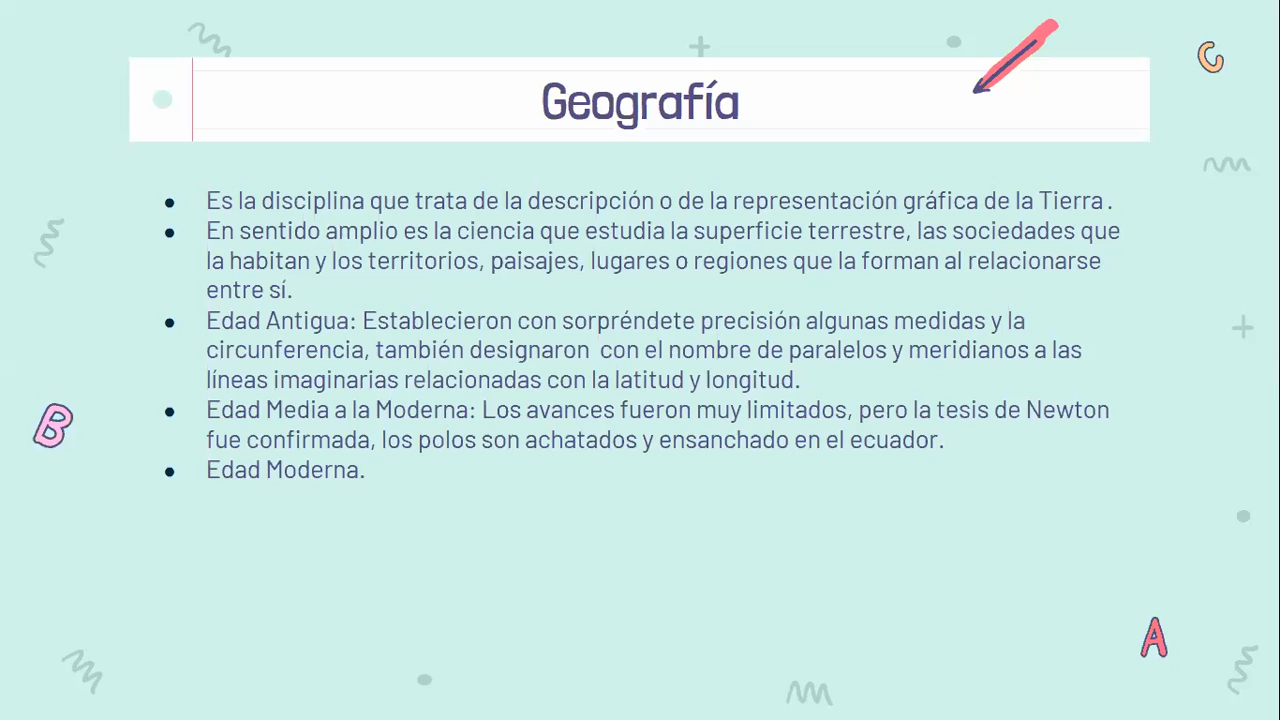 Geografía
● Es la disciplina que trata de la descripción o de la representación gráfica de la Tierra .
● En sentido amplio es la ciencia que estudia la superficie terrestre, las sociedades que
la habitan y los territorios, paisajes, lugares o regiones que la forman al relacionarse
entre sí.
● Edad Antigua: Establecieron con sorpréndete precisión algunas medidas y la
circunferencia, también designaron  con el nombre de paralelos y meridianos a las
líneas imaginarias relacionadas con la latitud y longitud.
● Edad Media a la Moderna: Los avances fueron muy limitados, pero la tesis de Newton
fue confirmada, los polos son achatados y ensanchado en el ecuador.
● Edad Moderna.
C
B
A